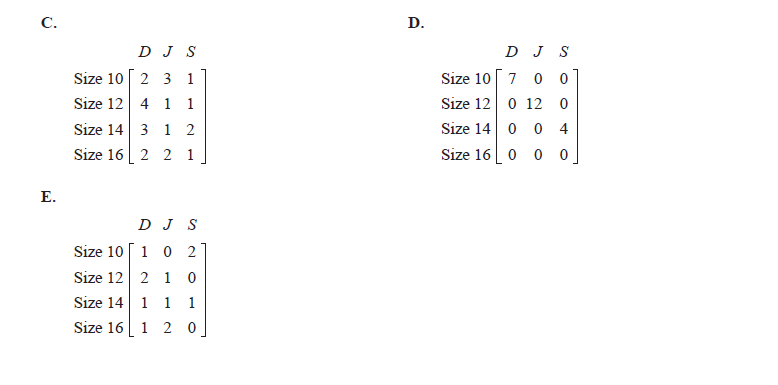 C.
D J S
Size 10 2 3 1
Size 12 4 1 1
Size 14 3 1 2
Size 16 2 2 1
D.
D J S
Size 10 7 0 0
Size 12 0 12 0
Size 14 0 0 4
Size 16 0 0 0
E.
D J S
Size 10 1 0 2
Size 12 2 1 0
Size 14 1 1 1
Size 16 1 2 0